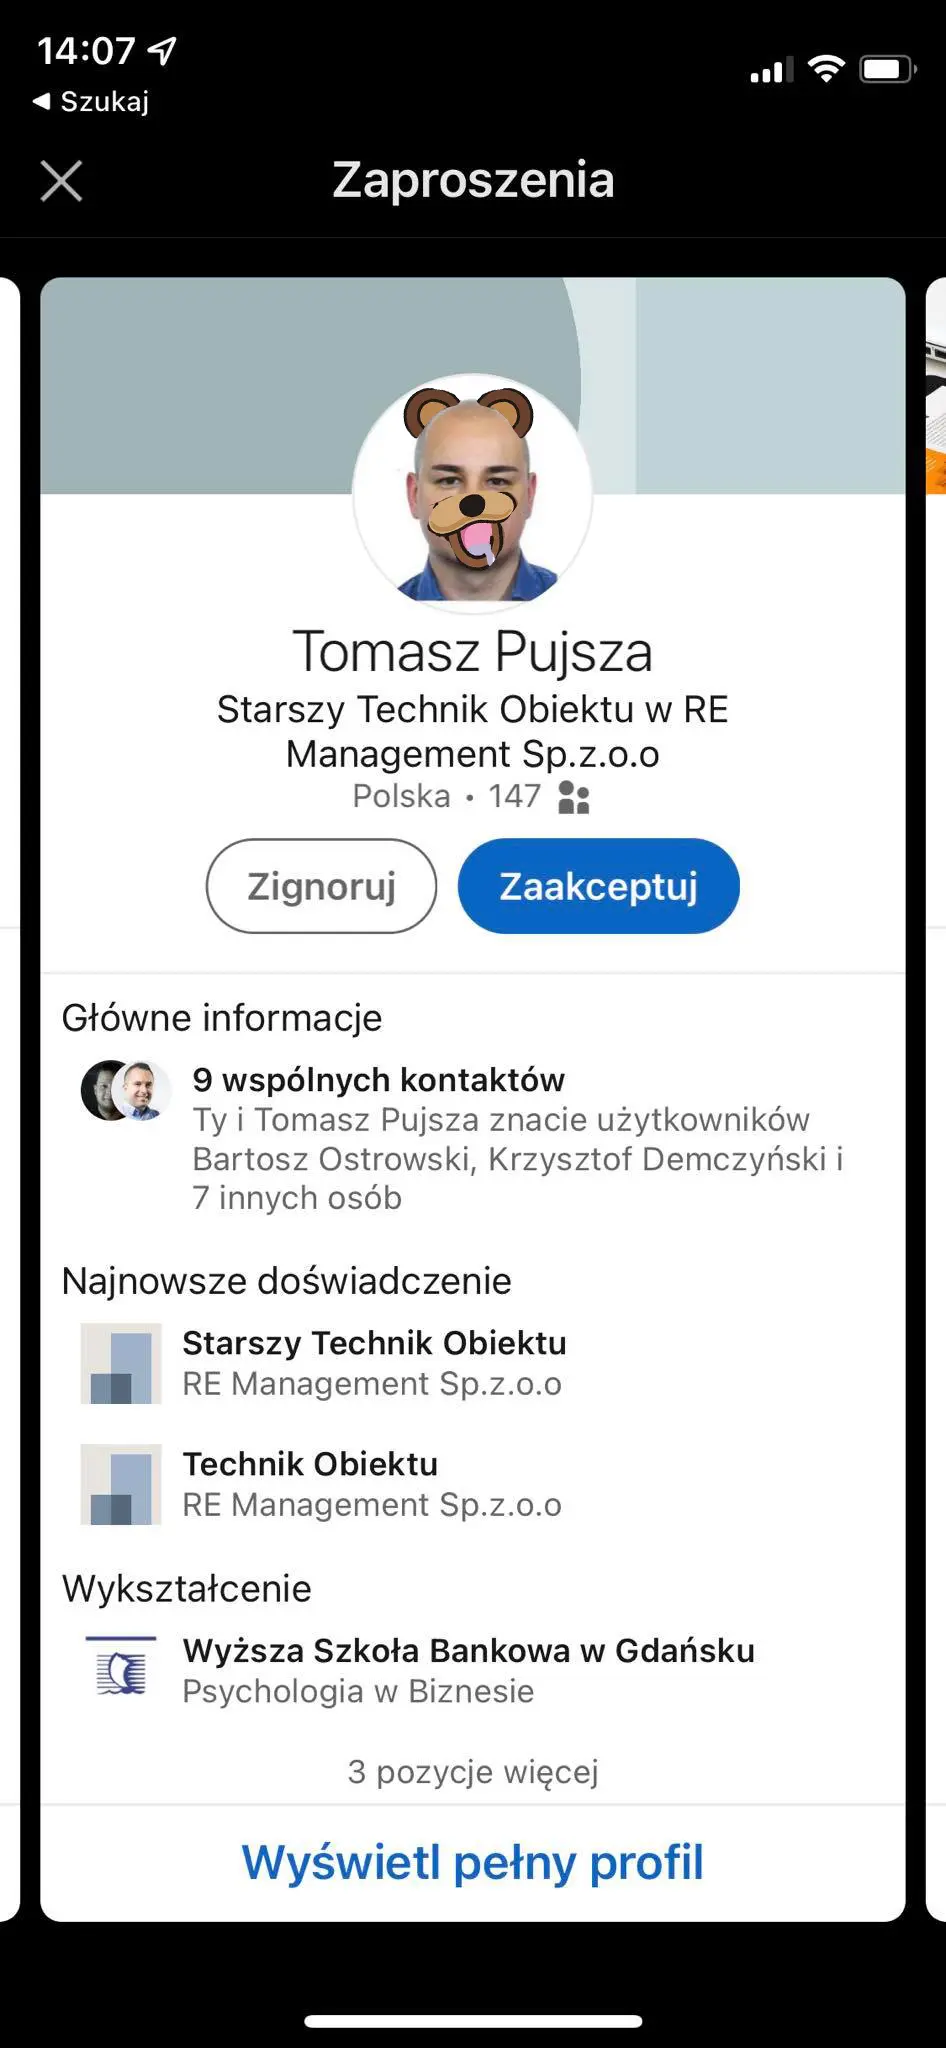 14:07
◀ Szukaj
Zaproszenia
Tomasz Pujsza
Starszy Technik Obiektu w RE
Management Sp.z.o.o
Polska • 147
Zignoruj
Zaakceptuj
Główne informacje
9 wspólnych kontaktów
Ty i Tomasz Pujsza znacie użytkowników
Bartosz Ostrowski, Krzysztof Demczyński i
7 innych osób
Najnowsze doświadczenie
Starszy Technik Obiektu
RE Management Sp.z.o.o
Technik Obiektu
RE Management Sp.z.o.o
Wykształcenie
Wyższa Szkoła Bankowa w Gdańsku
Psychologia w Biznesie
3 pozycje więcej
Wyświetl pełny profil